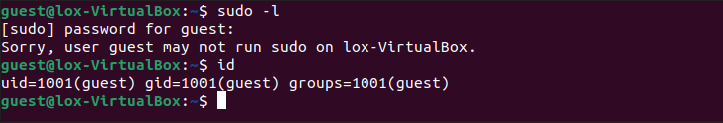 guest@lox-VirtualBox:~$ sudo -l
[sudo] password for guest:
Sorry, user guest may not run sudo on lox-VirtualBox.
guest@lox-VirtualBox:~$ id
uid=1001(guest) gid=1001(guest) groups=1001(guest)
guest@lox-VirtualBox:~$